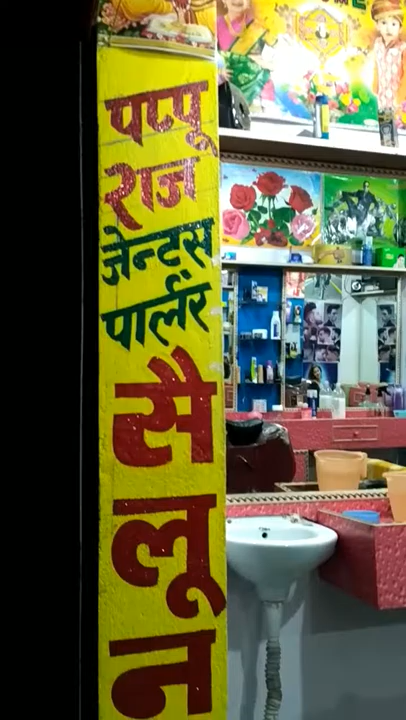 पप्पू
राज
जेन्टस
पार्लर
सै
लू
न